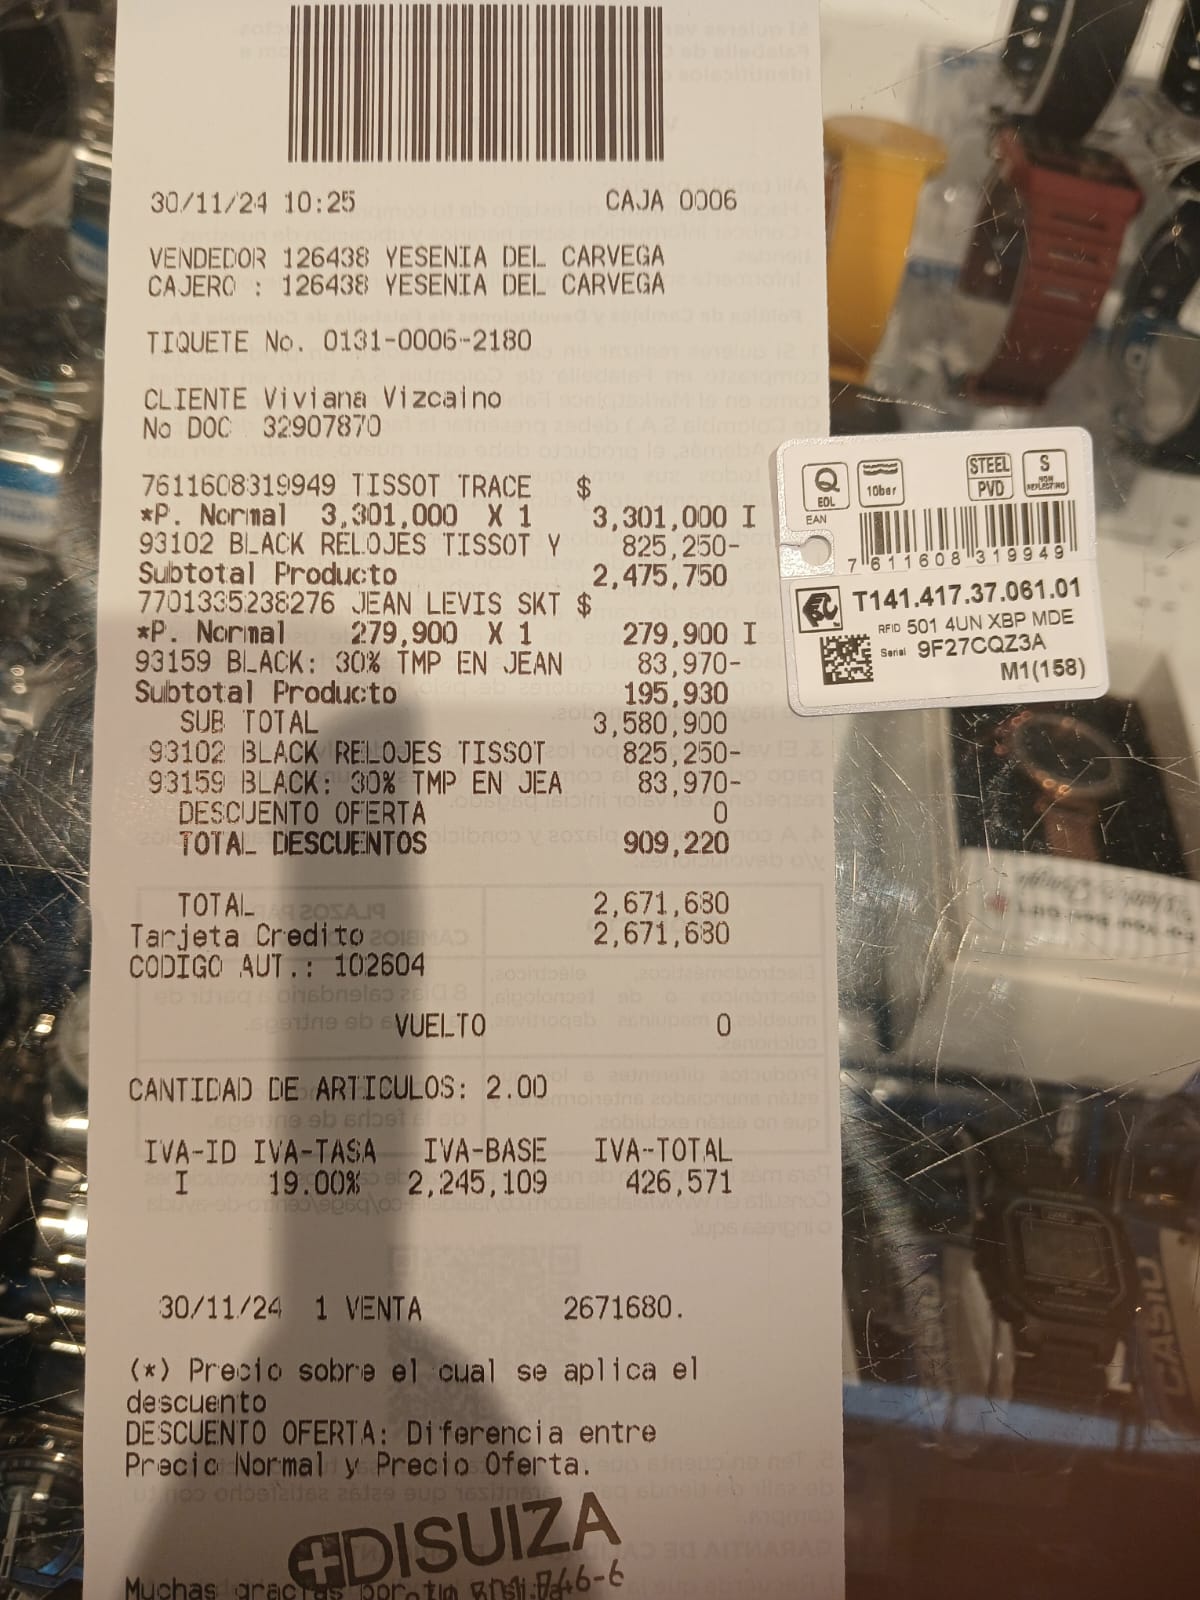 30/11/24 10:25 CAJA 0006
VENDEDOR 126438 YESENIA DEL CARVEGA
CAJERO : 126438 YESENIA DEL CARVEGA
TIQUETE No. 0131-0006-2180
CLIENTE Viviana Vizcaino
No DOC 32907870
7611608319949 TISSOT TRACE $
*P. Normal 3,301,000 X 1 3,301,000 I
93102 BLACK RELOJES TISSOT Y 825,250-
Subtotal Producto 2,475,750
7701335238276 JEAN LEVIS SKT $
*P. Normal 279,900 X 1 279,900 I
93159 BLACK: 30% TMP EN JEAN 83,970-
Subtotal Producto 195,930
SUB TOTAL 3,580,900
93102 BLACK RELOJES TISSOT 825,250-
93159 BLACK: 30% TMP EN JEA 83,970-
DESCUENTO OFERTA 0
TOTAL DESCUENTOS 909,220
TOTAL 2,671,680
Tarjeta Credito 2,671,680
CODIGO AUT.: 102604
VUELTO 0
CANTIDAD DE ARTICULOS: 2.00
IVA-ID IVA-TASA IVA-BASE IVA-TOTAL
I 19.00% 2,245,109 426,571
30/11/24 1 VENTA 2671680.
(*) Precio sobre el cual se aplica el
descuento
DESCUENTO OFERTA: Diferencia entre
Precio Normal y Precio Oferta.
DISUIZA
Muchas gracias por tu
Q
EOL
10bar
STEEL
PVD
S
NON
REFLECTING
EAN
7 611608 319949
T141.417.37.061.01
RFID 501 4UN XBP MDE
Serial 9F27CQZ3A
M1(158)
CASIO